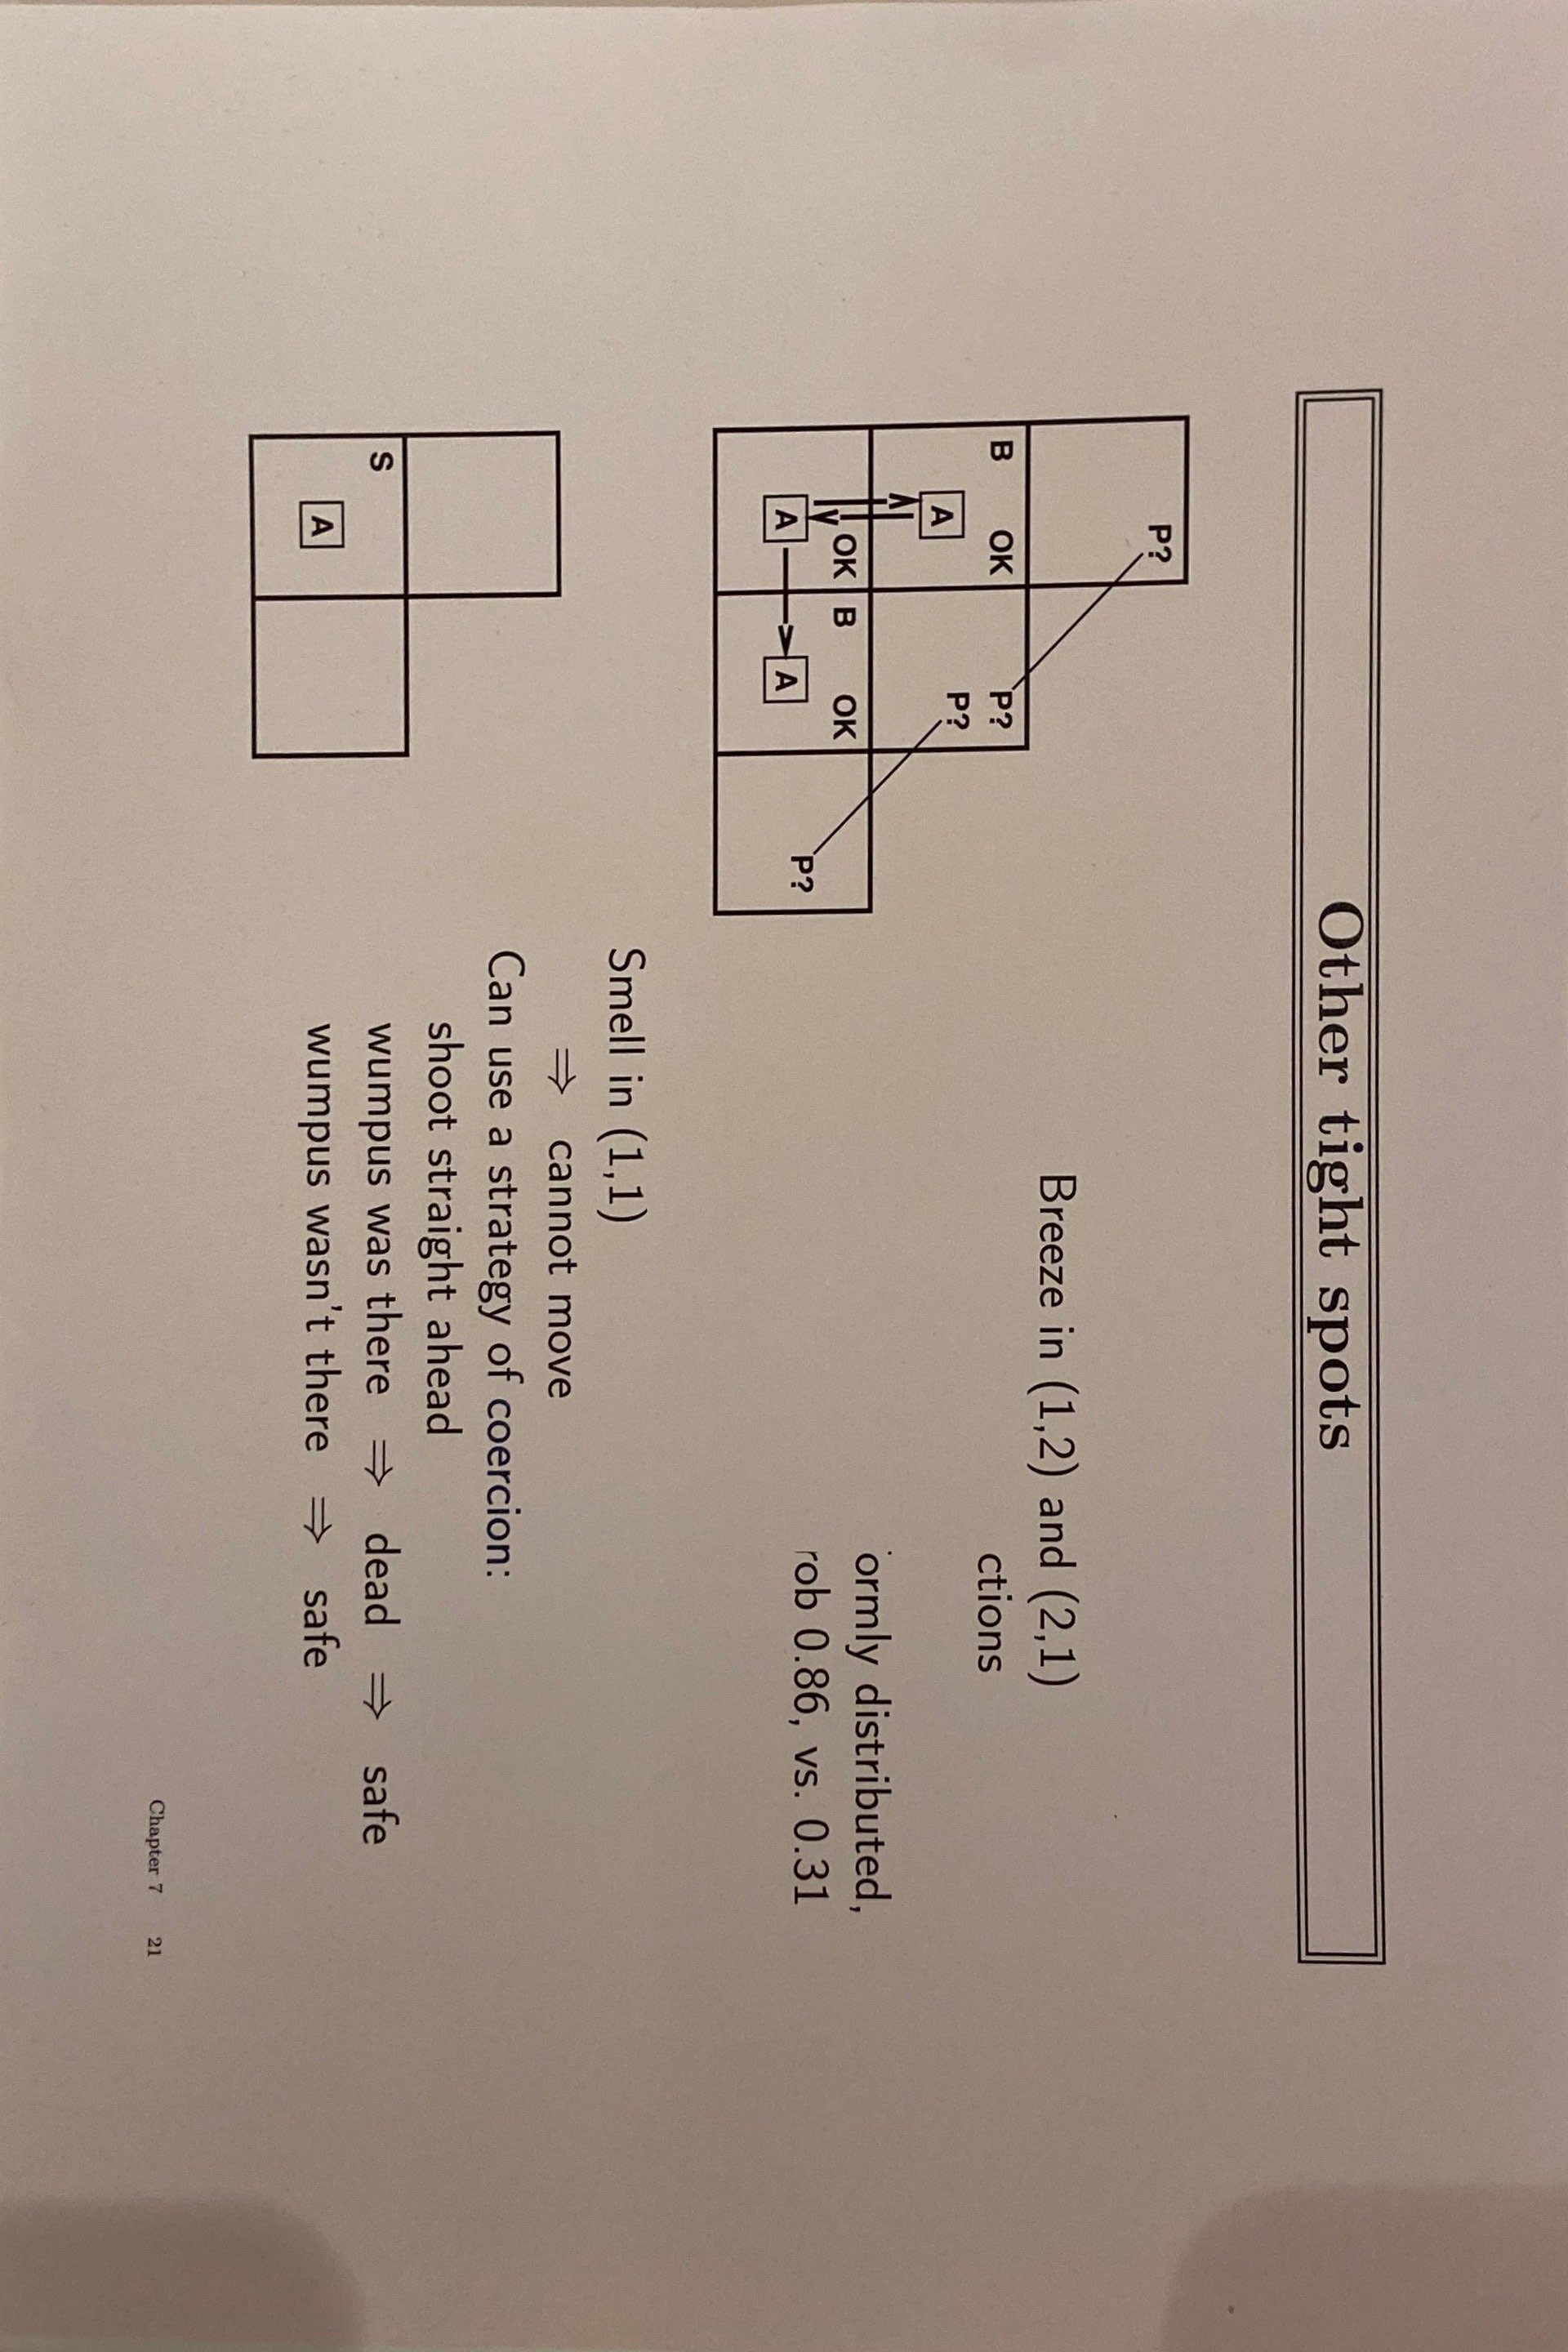 Other tight spots
P?
B OK
A
P?
P?
OK
A
B OK
A
P?
Breeze in (1,2) and (2,1)
ctions
ormly distributed,
rob 0.86, vs. 0.31
S
A
Smell in (1,1)
⇒ cannot move
Can use a strategy of coercion:
shoot straight ahead
wumpus was there ⇒ dead ⇒ safe
wumpus wasn't there ⇒ safe
Chapter 7 21